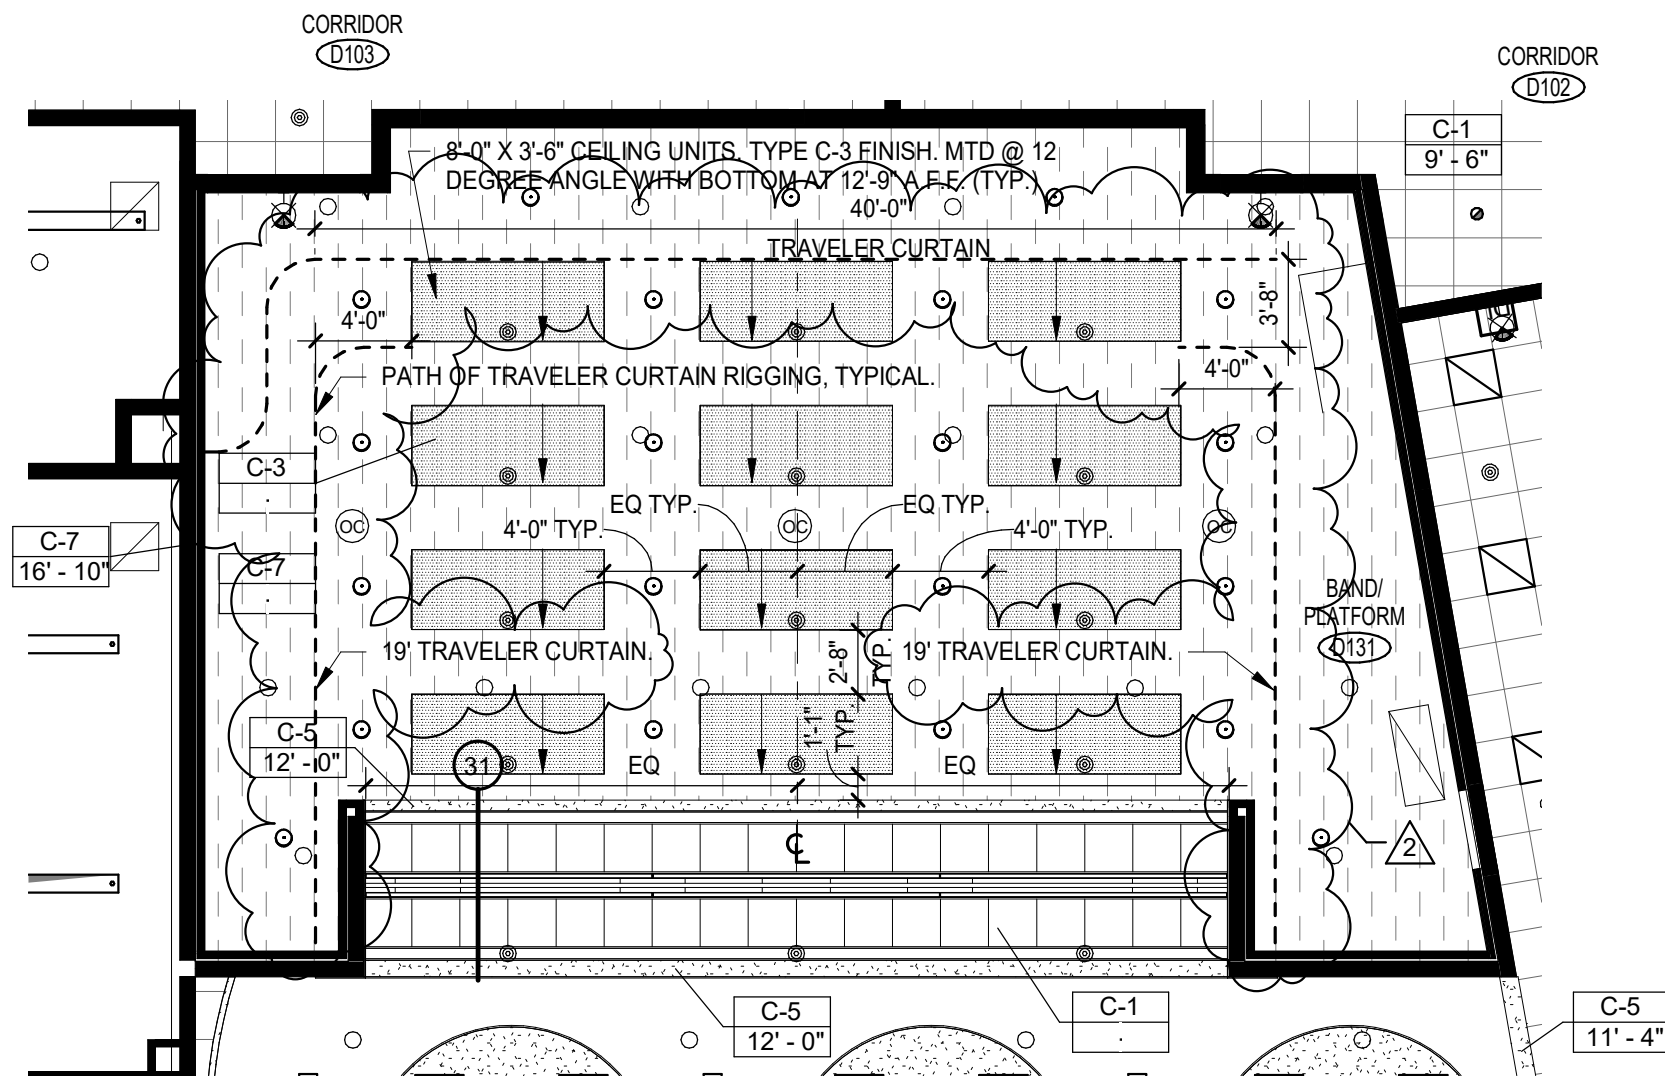 CORRIDOR
D103
CORRIDOR
D102
C-1
9' - 6"
8'-0" X 3'-6" CEILING UNITS. TYPE C-3 FINISH. MTD @ 12
DEGREE ANGLE WITH BOTTOM AT 12'-9" A.F.F. (TYP.)
40'-0"
TRAVELER CURTAIN
4'-0"
3'-8"
4'-0"
PATH OF TRAVELER CURTAIN RIGGING, TYPICAL.
C-3
.
EQ TYP.
EQ TYP.
4'-0" TYP.
4'-0" TYP.
OC
OC
OC
C-7
16' - 10"
C-7
.
BAND/
PLATFORM
D131
19' TRAVELER CURTAIN.
19' TRAVELER CURTAIN.
2'-8"
TYP.
1'-1"
TYP.
C-5
12' - 0"
31
EQ
EQ
CL
2
C-5
12' - 0"
C-1
.
C-5
11' - 4"